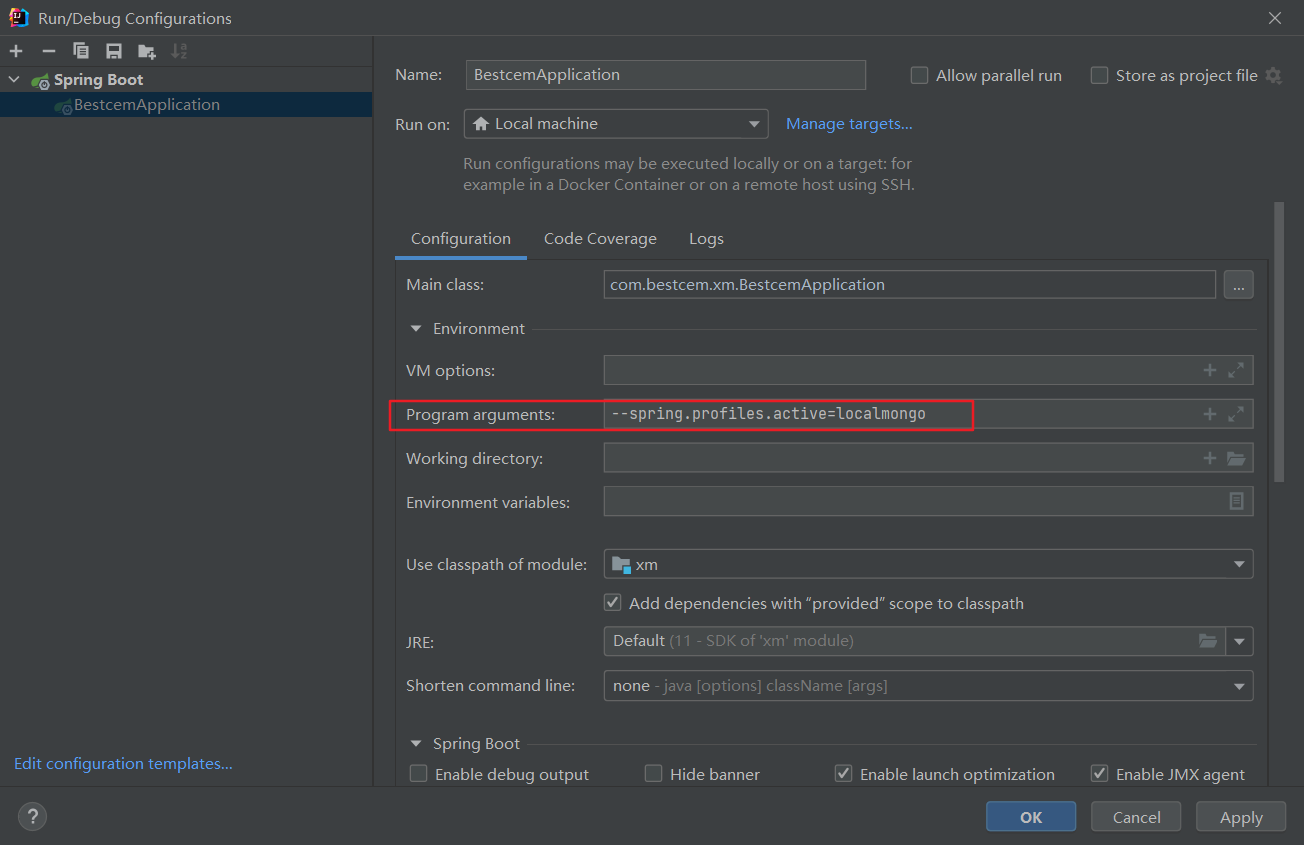 Run/Debug Configurations
Spring Boot
BestcemApplication
Name: BestcemApplication Allow parallel run Store as project file
Run on: Local machine Manage targets...
Run configurations may be executed locally or on a target: for
example in a Docker Container or on a remote host using SSH.
Configuration Code Coverage Logs
Main class: com.bestcem.xm.BestcemApplication ...
Environment
VM options:
Program arguments: --spring.profiles.active=localmongo
Working directory:
Environment variables:
Use classpath of module: xm
Add dependencies with “provided” scope to classpath
JRE: Default (11 - SDK of 'xm' module)
Shorten command line: none - java [options] className [args]
Spring Boot
Enable debug output Hide banner Enable launch optimization Enable JMX agent
Edit configuration templates...
? OK Cancel Apply